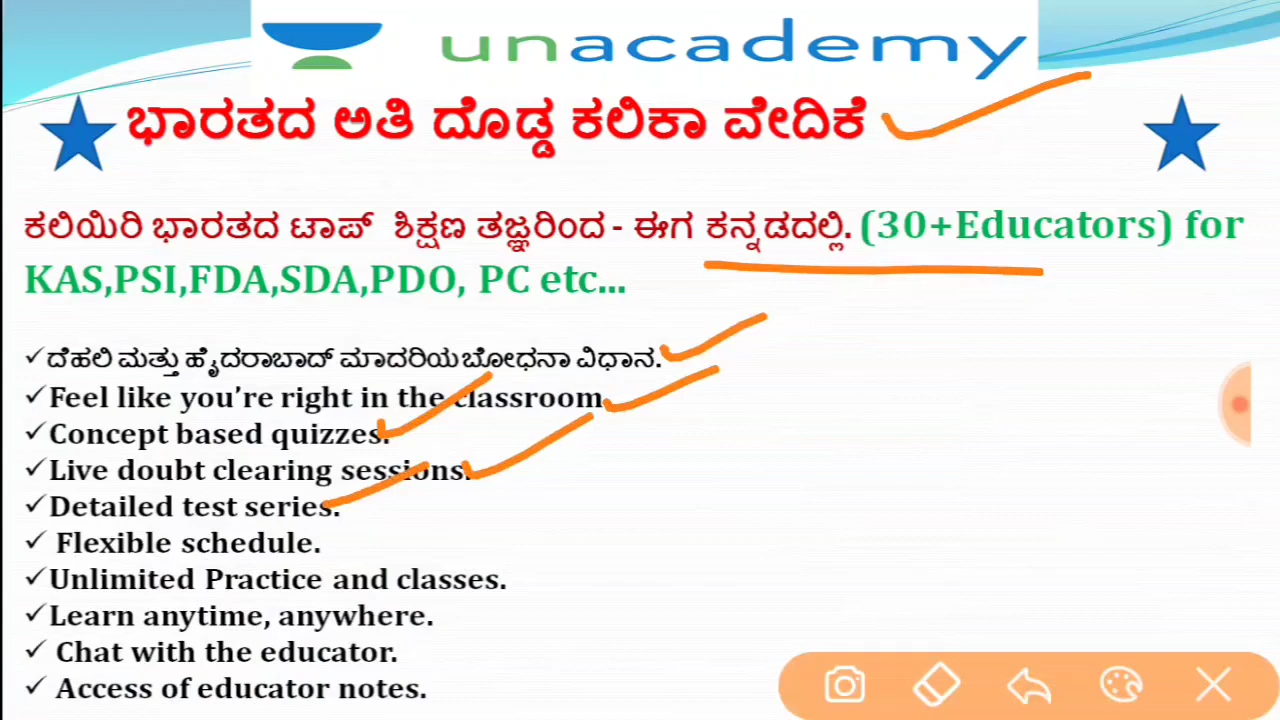 unacademy
ಭಾರತದ ಅತಿ ದೊಡ್ಡ ಕಲಿಕಾ ವೇದಿಕೆ
ಕಲಿಯಿರಿ ಭಾರತದ ಟಾಪ್ ಶಿಕ್ಷಣ ತಜ್ಞರಿಂದ - ಈಗ ಕನ್ನಡದಲ್ಲಿ. (30+Educators) for
KAS,PSI,FDA,SDA,PDO, PC etc...
ದೆಹಲಿ ಮತ್ತು ಹೈದರಾಬಾದ್ ಮಾದರಿಯ ಬೋಧನಾ ವಿಧಾನ.
Feel like you're right in the classroom
Concept based quizzes.
Live doubt clearing sessions.
Detailed test series.
Flexible schedule.
Unlimited Practice and classes.
Learn anytime, anywhere.
Chat with the educator.
Access of educator notes.